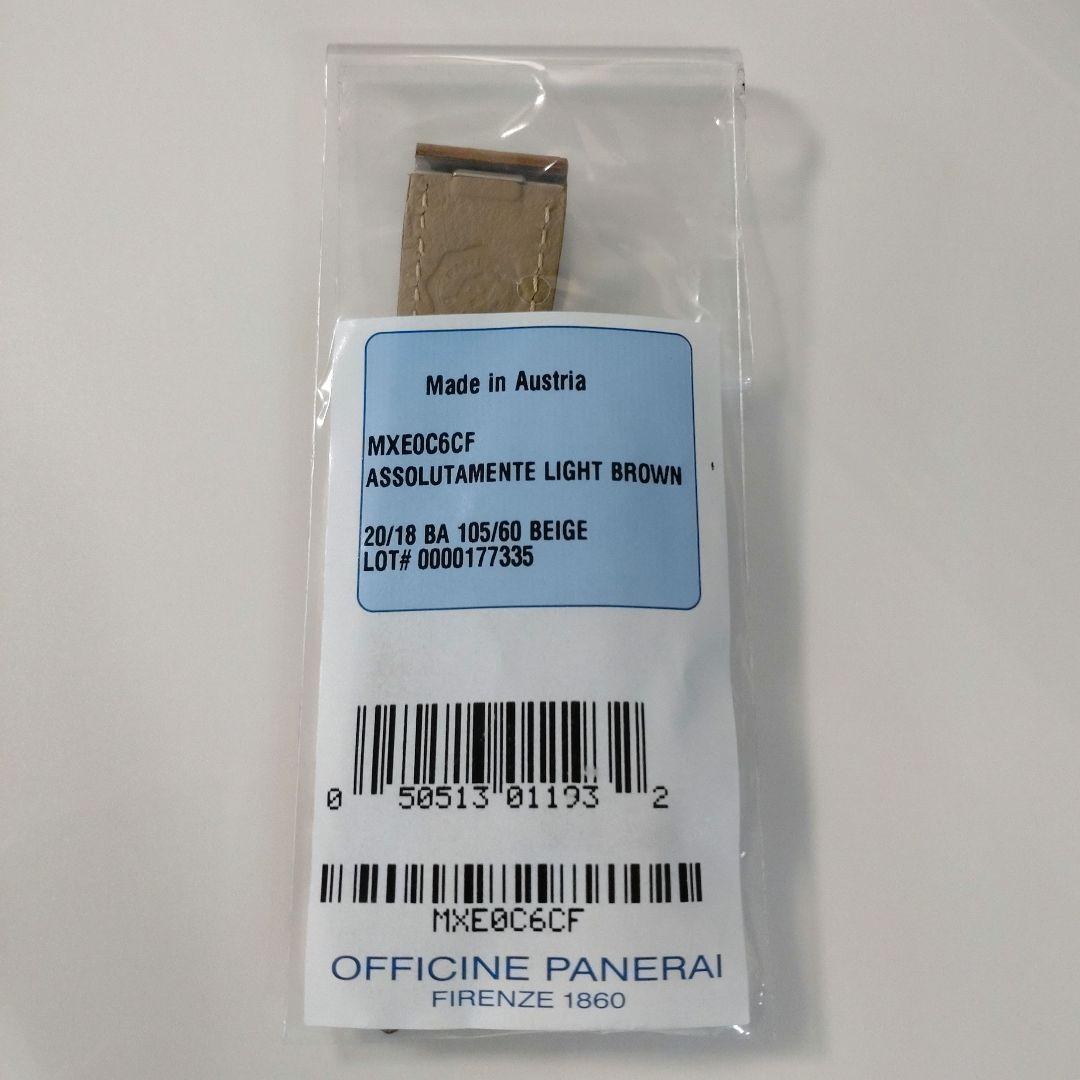 Made in Austria
MXE0C6CF
ASSOLUTAMENTE LIGHT BROWN
20/18 BA 105/60 BEIGE
LOT# 0000177335
0 50513 01193 2
MXE0C6CF
OFFICINE PANERAI
FIRENZE 1860